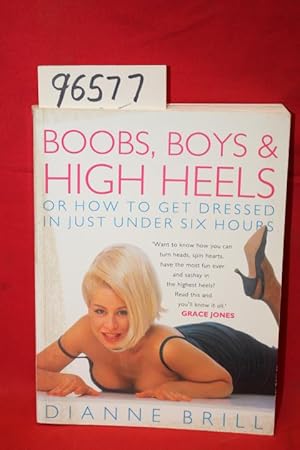 96577
BOOBS, BOYS &
HIGH HEELS
OR HOW TO GET DRESSED
IN JUST UNDER SIX HOURS
"Want to know how you can
turn heads, spin hearts,
have the most fun ever
and sashay in
the highest heels?
Read this and
you'll know it all."
GRACE JONES
DIANNE BRILL